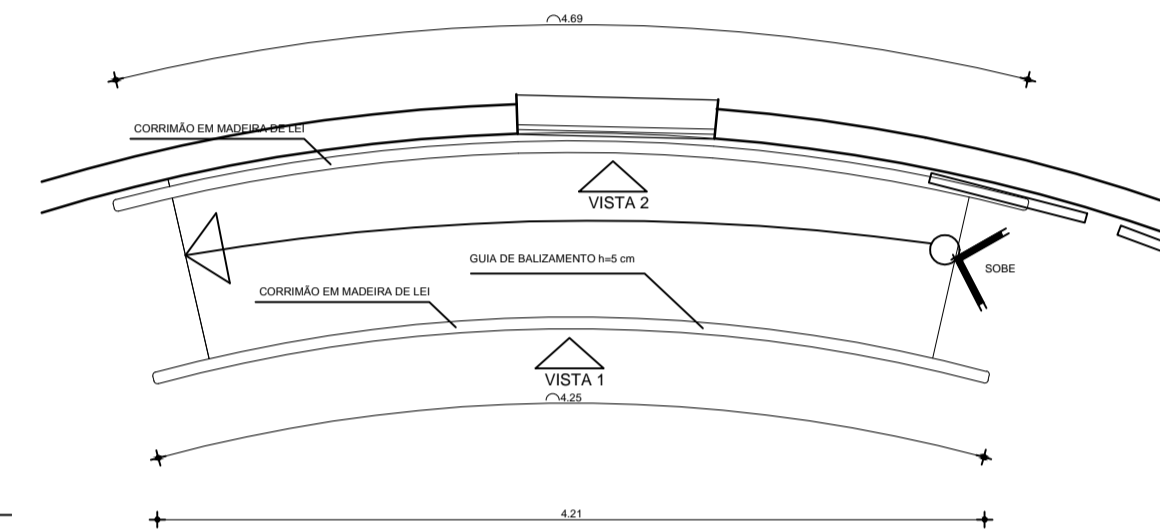 4.69
CORRIMÃO EM MADEIRA DE LEI
VISTA 2
GUIA DE BALIZAMENTO h=5 cm
SOBE
CORRIMÃO EM MADEIRA DE LEI
VISTA 1
4.25
4.21